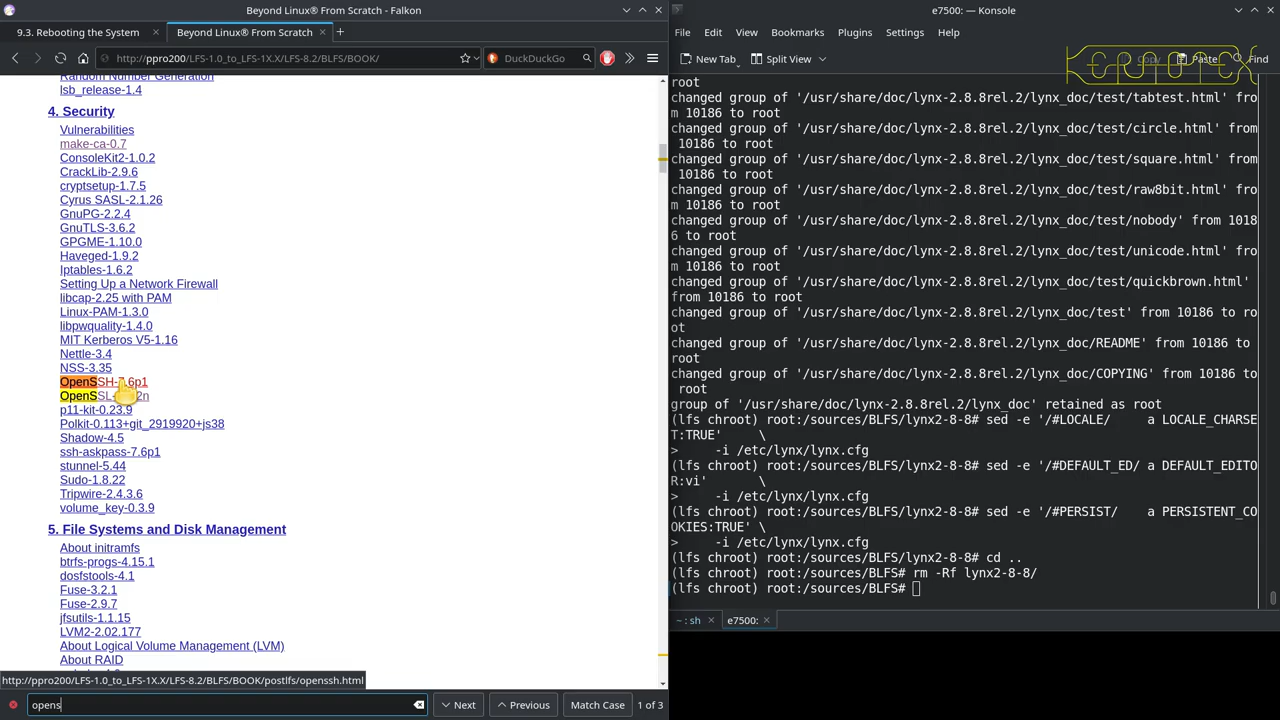 Beyond Linux® From Scratch - Falkon
9.3. Rebooting the System
Beyond Linux® From Scratch
http://ppro200/LFS-1.0_to_LFS-1X.X/LFS-8.2/BLFS/BOOK/
DuckDuckGo
Random Number Generation
lsb_release-1.4
4. Security
Vulnerabilities
make-ca-0.7
ConsoleKit2-1.0.2
CrackLib-2.9.6
cryptsetup-1.7.5
Cyrus SASL-2.1.26
GnuPG-2.2.4
GnuTLS-3.6.2
GPGME-1.10.0
Haveged-1.9.2
Iptables-1.6.2
Setting Up a Network Firewall
libcap-2.25 with PAM
Linux-PAM-1.3.0
libpwquality-1.4.0
MIT Kerberos V5-1.16
Nettle-3.4
NSS-3.35
p11-kit-0.23.9
Polkit-0.113+git_2919920+js38
Shadow-4.5
ssh-askpass-7.6p1
stunnel-5.44
Sudo-1.8.22
Tripwire-2.4.3.6
volume_key-0.3.9
5. File Systems and Disk Management
About initramfs
btrfs-progs-4.15.1
dosfstools-4.1
Fuse-3.2.1
Fuse-2.9.7
jfsutils-1.1.15
LVM2-2.02.177
About Logical Volume Management (LVM)
About RAID
http://ppro200/LFS-1.0_to_LFS-1X.X/LFS-8.2/BLFS/BOOK/postlfs/openssh.html
opens
Next
Previous
Match Case
1 of 3
e7500: — Konsole
File Edit View Bookmarks Plugins Settings Help
New Tab
Split View
Copy
Paste
Find
KEGRUTEX
root
changed group of '/usr/share/doc/lynx-2.8.8rel.2/lynx_doc/test/tabtest.html' fro
m 10186 to root
changed group of '/usr/share/doc/lynx-2.8.8rel.2/lynx_doc/test/circle.html' from
 10186 to root
changed group of '/usr/share/doc/lynx-2.8.8rel.2/lynx_doc/test/square.html' from
 10186 to root
changed group of '/usr/share/doc/lynx-2.8.8rel.2/lynx_doc/test/raw8bit.html' fro
m 10186 to root
changed group of '/usr/share/doc/lynx-2.8.8rel.2/lynx_doc/test/nobody' from 1018
6 to root
changed group of '/usr/share/doc/lynx-2.8.8rel.2/lynx_doc/test/unicode.html' fro
m 10186 to root
changed group of '/usr/share/doc/lynx-2.8.8rel.2/lynx_doc/test/quickbrown.html'
from 10186 to root
changed group of '/usr/share/doc/lynx-2.8.8rel.2/lynx_doc/test' from 10186 to ro
ot
changed group of '/usr/share/doc/lynx-2.8.8rel.2/lynx_doc/README' from 10186 to
root
changed group of '/usr/share/doc/lynx-2.8.8rel.2/lynx_doc/COPYING' from 10186 to
 root
group of '/usr/share/doc/lynx-2.8.8rel.2/lynx_doc' retained as root
(lfs chroot) root:/sources/BLFS/lynx2-8-8# sed -e '/#LOCALE/     a LOCALE_CHARSE
T:TRUE'     \
>     -i /etc/lynx/lynx.cfg
(lfs chroot) root:/sources/BLFS/lynx2-8-8# sed -e '/#DEFAULT_ED/ a DEFAULT_EDITO
R:vi'       \
>     -i /etc/lynx/lynx.cfg
(lfs chroot) root:/sources/BLFS/lynx2-8-8# sed -e '/#PERSIST/    a PERSISTENT_CO
OKIES:TRUE' \
>     -i /etc/lynx/lynx.cfg
(lfs chroot) root:/sources/BLFS/lynx2-8-8# cd ..
(lfs chroot) root:/sources/BLFS# rm -Rf lynx2-8-8/
(lfs chroot) root:/sources/BLFS#
~ : sh
e7500: